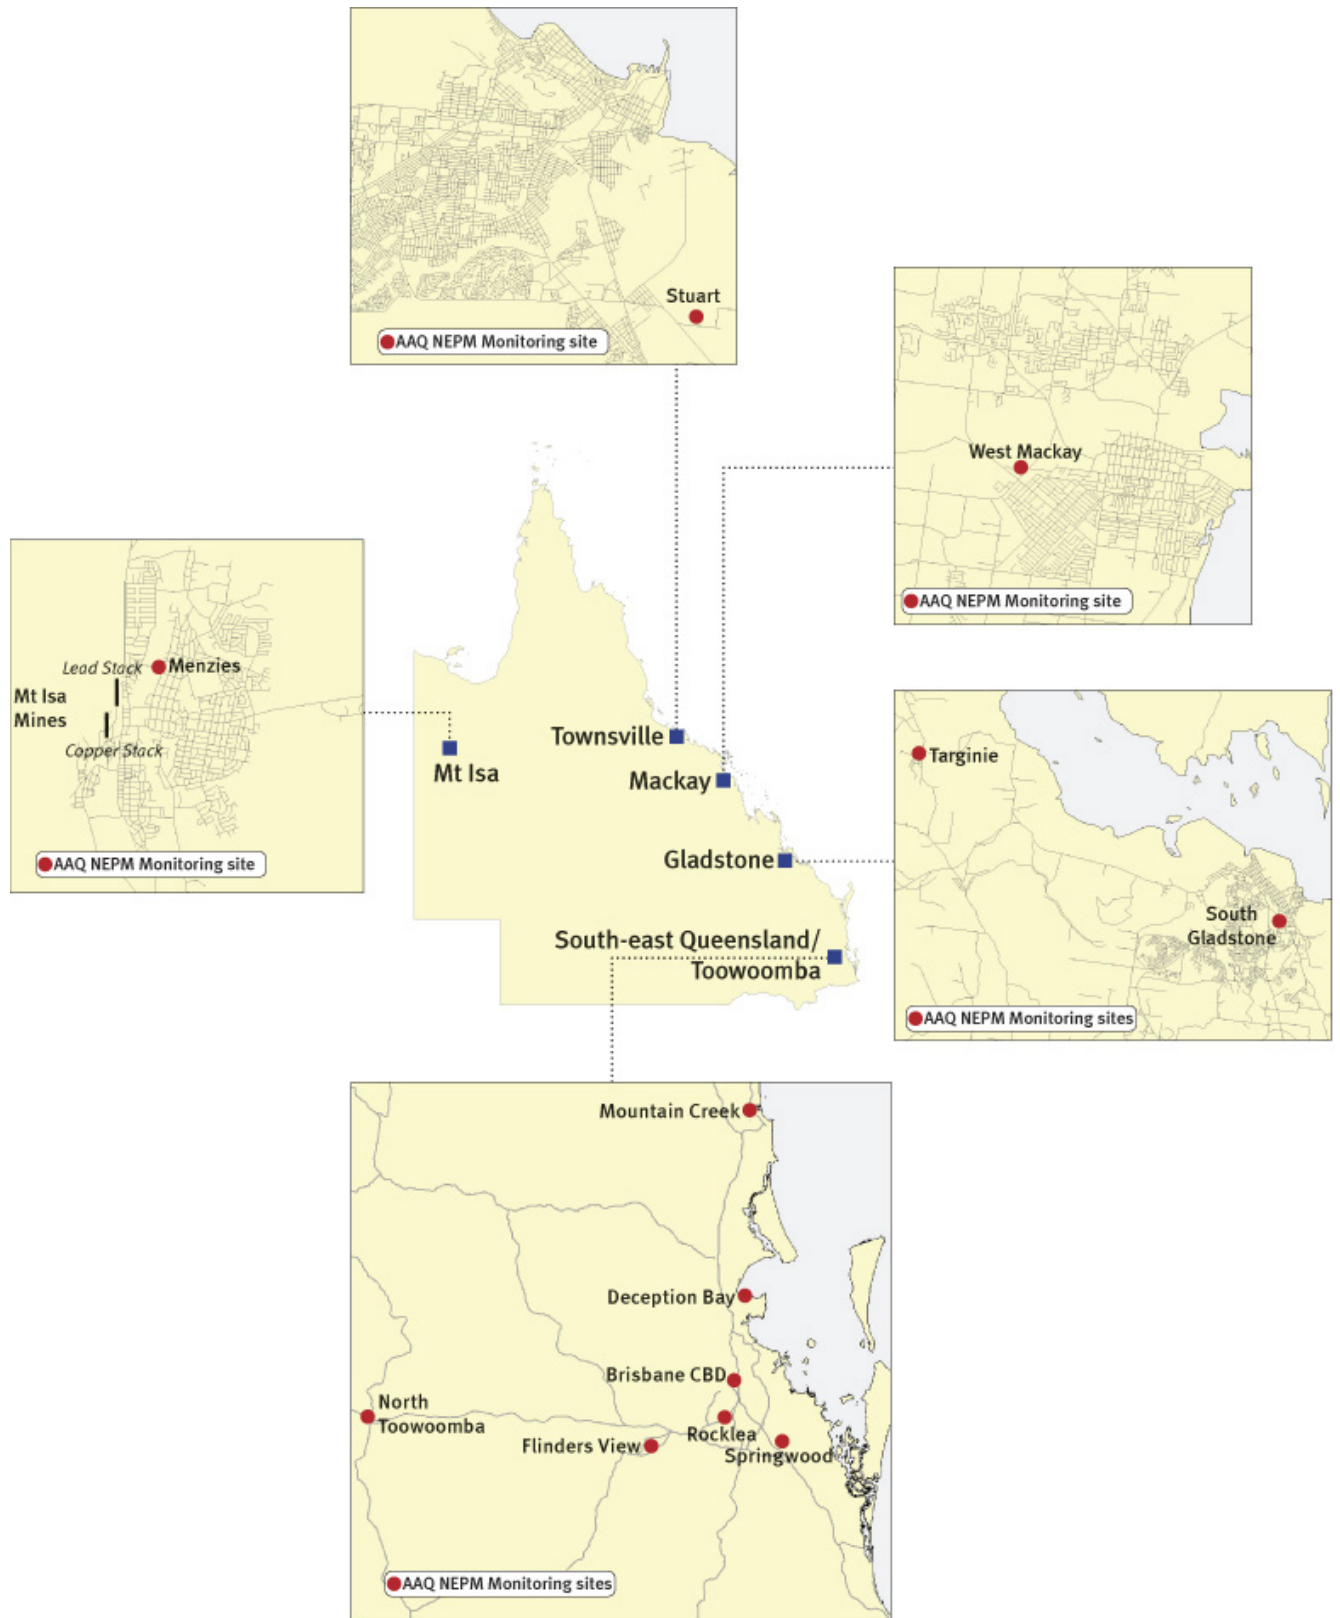 Stuart
AAQ NEPM Monitoring site
West Mackay
AAQ NEPM Monitoring site
Lead Stack
Menzies
Mt Isa
Mines
Copper Stack
AAQ NEPM Monitoring site
Townsville
Mt Isa
Mackay
Gladstone
South-east Queensland/
Toowoomba
Targinie
South
Gladstone
AAQ NEPM Monitoring sites
Mountain Creek
Deception Bay
Brisbane CBD
North
Toowoomba
Rocklea
Flinders View
Springwood
AAQ NEPM Monitoring sites